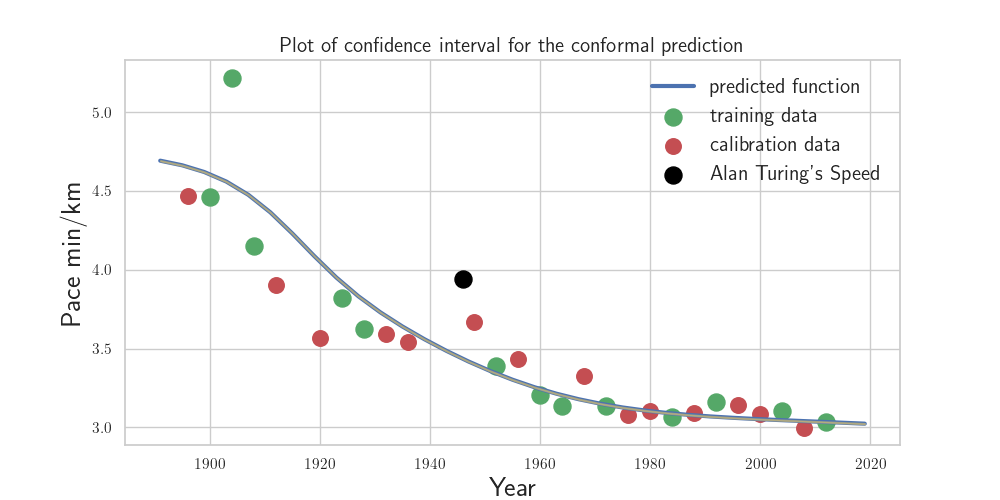 Plot of confidence interval for the conformal prediction
predicted function
training data
calibration data
Alan Turing's Speed
Pace min/km
5.0
4.5
4.0
3.5
3.0
1900 1920 1940 1960 1980 2000 2020
Year